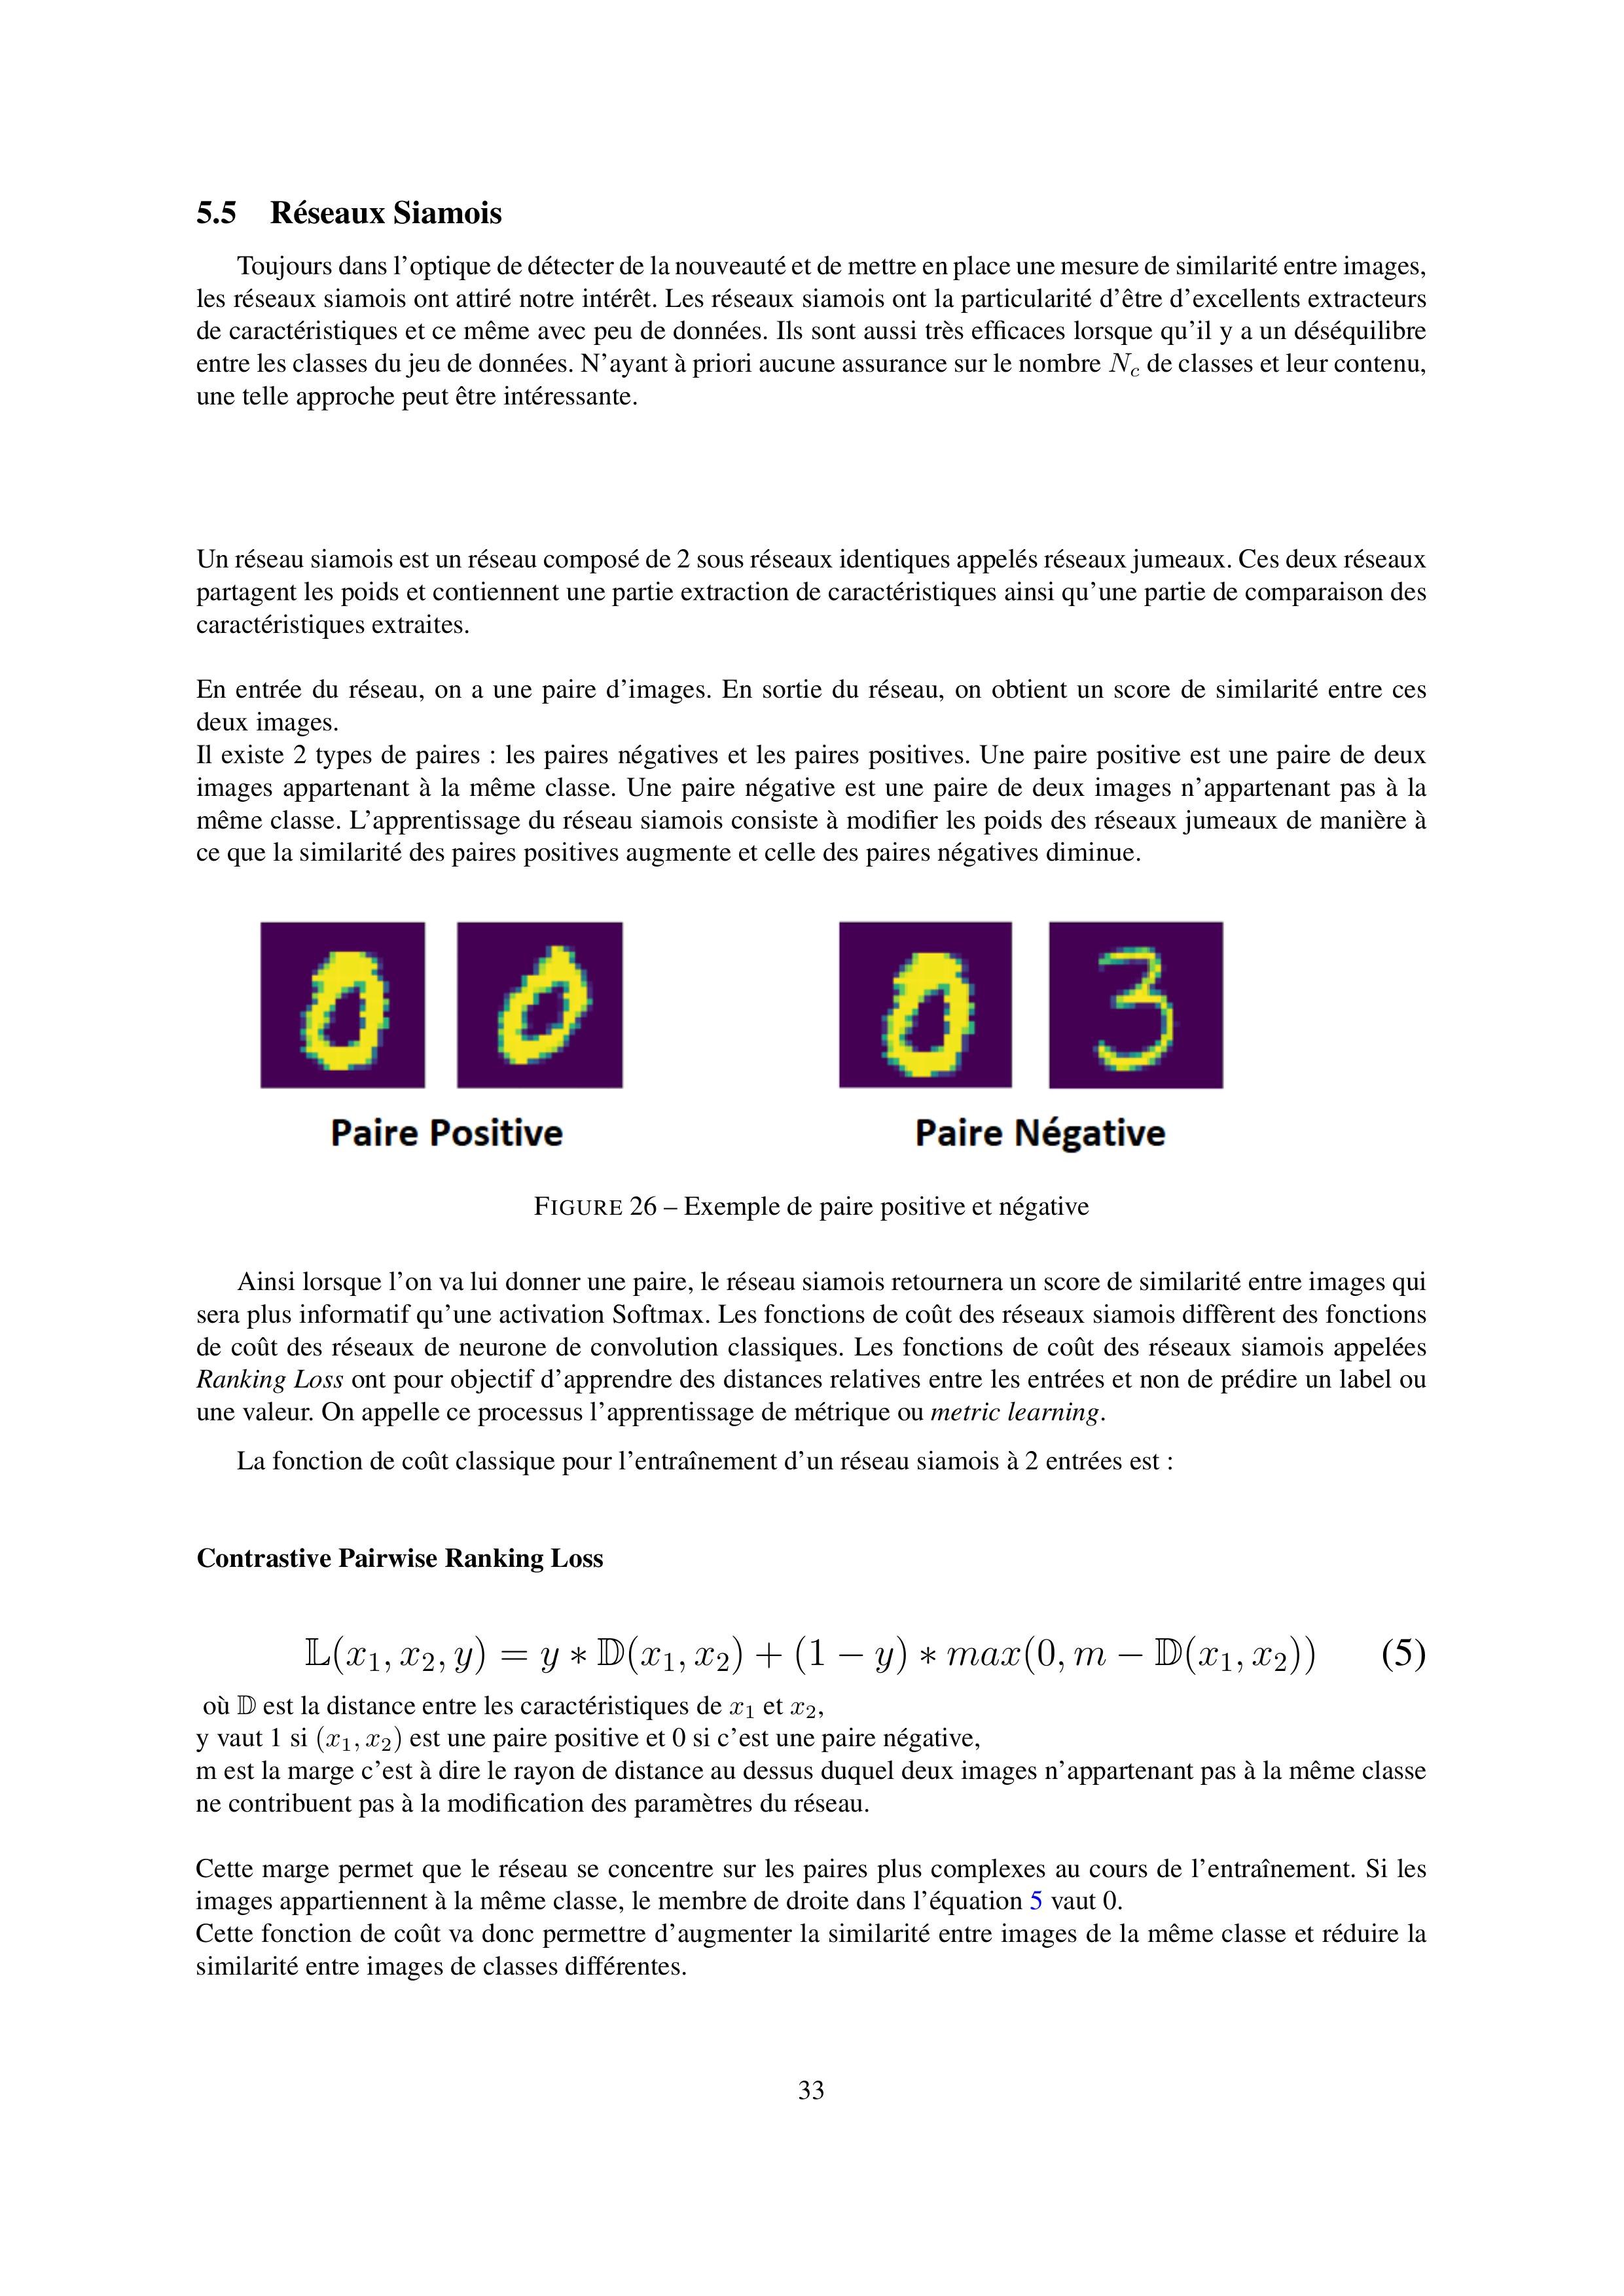 5.5 Réseaux Siamois
Toujours dans l'optique de détecter de la nouveauté et de mettre en place une mesure de similarité entre images,
les réseaux siamois ont attiré notre intérêt. Les réseaux siamois ont la particularité d'être d'excellents extracteurs
de caractéristiques et ce même avec peu de données. Ils sont aussi très efficaces lorsque qu'il y a un déséquilibre
entre les classes du jeu de données. N'ayant à priori aucune assurance sur le nombre N_c de classes et leur contenu,
une telle approche peut être intéressante.
Un réseau siamois est un réseau composé de 2 sous réseaux identiques appelés réseaux jumeaux. Ces deux réseaux
partagent les poids et contiennent une partie extraction de caractéristiques ainsi qu'une partie de comparaison des
caractéristiques extraites.
En entrée du réseau, on a une paire d'images. En sortie du réseau, on obtient un score de similarité entre ces
deux images.
Il existe 2 types de paires : les paires négatives et les paires positives. Une paire positive est une paire de deux
images appartenant à la même classe. Une paire négative est une paire de deux images n'appartenant pas à la
même classe. L'apprentissage du réseau siamois consiste à modifier les poids des réseaux jumeaux de manière à
ce que la similarité des paires positives augmente et celle des paires négatives diminue.
0 0 0 3
Paire Positive Paire Négative
FIGURE 26 – Exemple de paire positive et négative
Ainsi lorsque l'on va lui donner une paire, le réseau siamois retournera un score de similarité entre images qui
sera plus informatif qu'une activation Softmax. Les fonctions de coût des réseaux siamois diffèrent des fonctions
de coût des réseaux de neurone de convolution classiques. Les fonctions de coût des réseaux siamois appelées
Ranking Loss ont pour objectif d'apprendre des distances relatives entre les entrées et non de prédire un label ou
une valeur. On appelle ce processus l'apprentissage de métrique ou metric learning.
La fonction de coût classique pour l'entraînement d'un réseau siamois à 2 entrées est :
Contrastive Pairwise Ranking Loss
𝕃(x₁, x₂, y) = y ∗ 𝔻(x₁, x₂) + (1 − y) ∗ max(0, m − 𝔻(x₁, x₂)) (5)
où 𝔻 est la distance entre les caractéristiques de x₁ et x₂,
y vaut 1 si (x₁, x₂) est une paire positive et 0 si c'est une paire négative,
m est la marge c'est à dire le rayon de distance au dessus duquel deux images n'appartenant pas à la même classe
ne contribuent pas à la modification des paramètres du réseau.
Cette marge permet que le réseau se concentre sur les paires plus complexes au cours de l'entraînement. Si les
images appartiennent à la même classe, le membre de droite dans l'équation 5 vaut 0.
Cette fonction de coût va donc permettre d'augmenter la similarité entre images de la même classe et réduire la
similarité entre images de classes différentes.
33